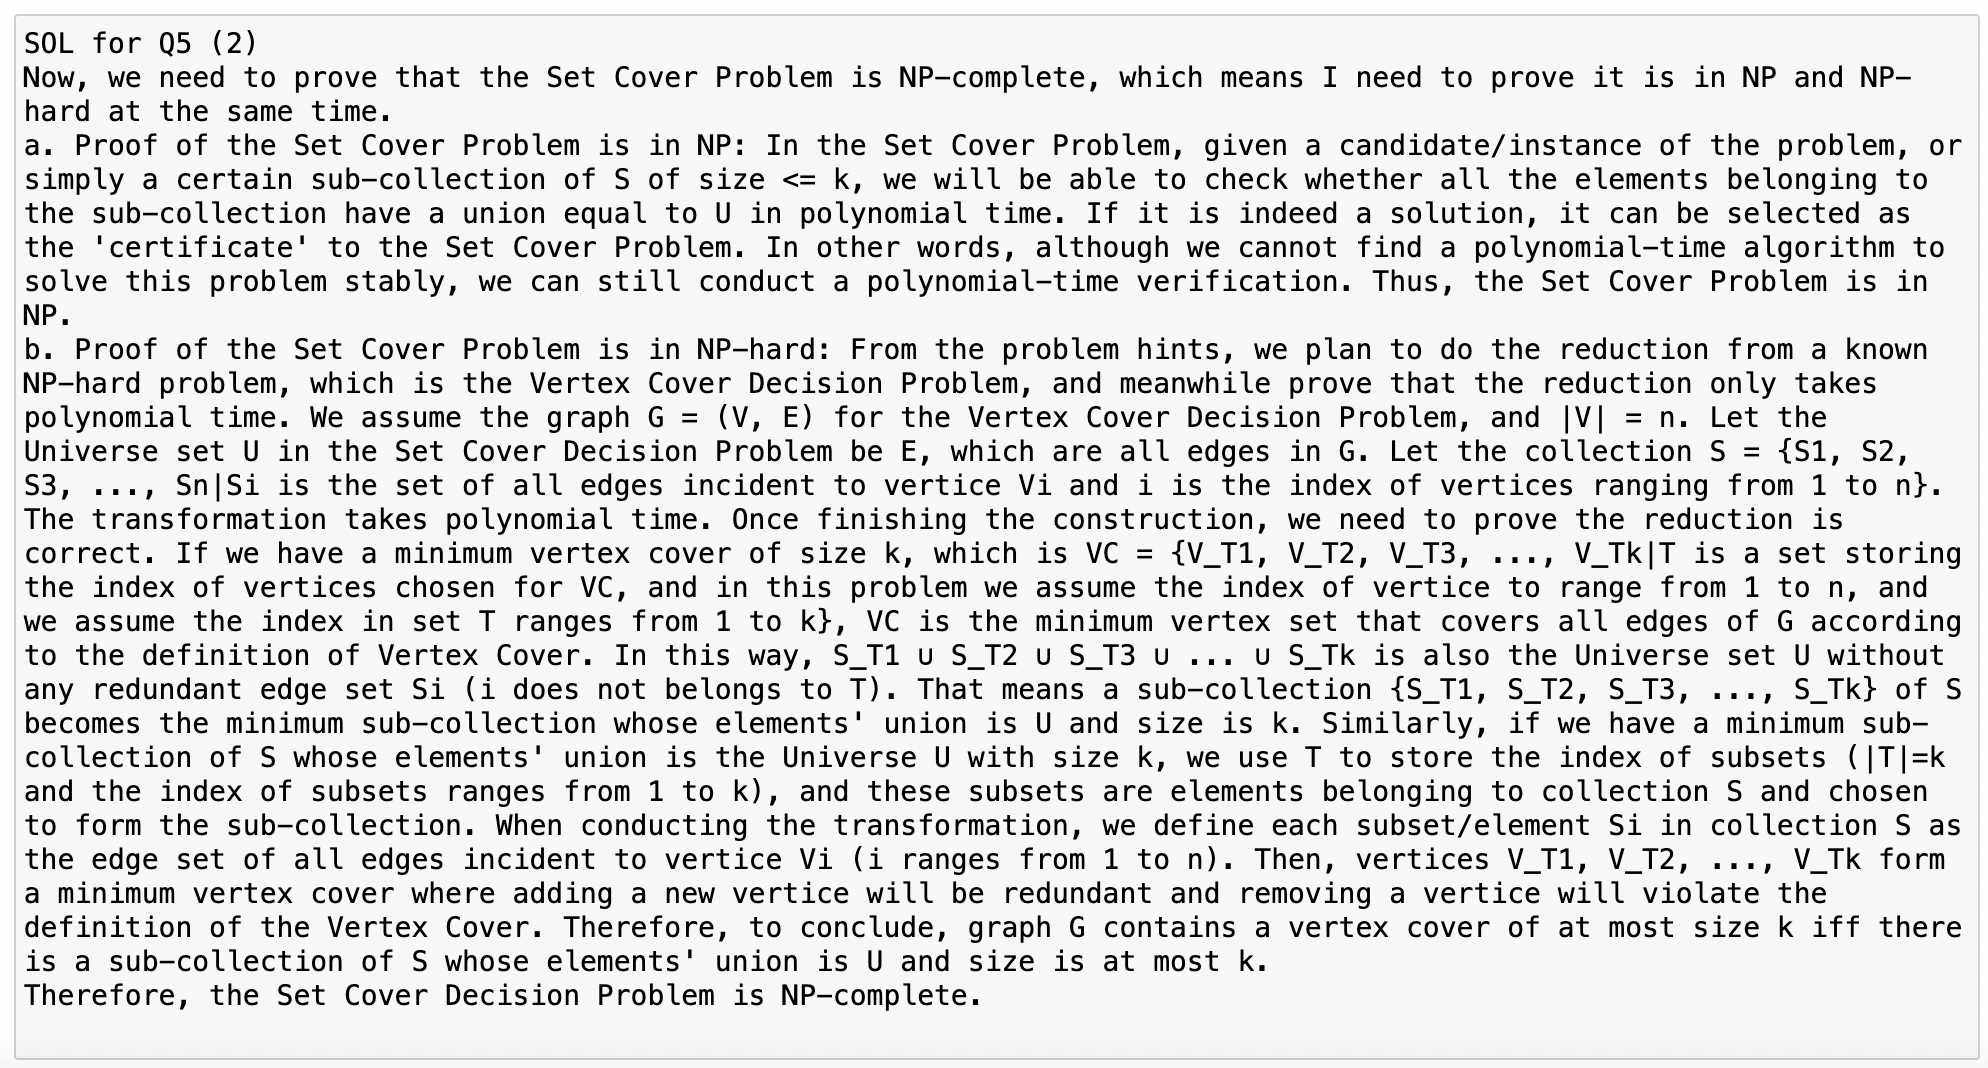 SOL for Q5 (2)
Now, we need to prove that the Set Cover Problem is NP-complete, which means I need to prove it is in NP and NP-
hard at the same time.
a. Proof of the Set Cover Problem is in NP: In the Set Cover Problem, given a candidate/instance of the problem, or
simply a certain sub-collection of S of size <= k, we will be able to check whether all the elements belonging to
the sub-collection have a union equal to U in polynomial time. If it is indeed a solution, it can be selected as
the 'certificate' to the Set Cover Problem. In other words, although we cannot find a polynomial-time algorithm to
solve this problem stably, we can still conduct a polynomial-time verification. Thus, the Set Cover Problem is in
NP.
b. Proof of the Set Cover Problem is in NP-hard: From the problem hints, we plan to do the reduction from a known
NP-hard problem, which is the Vertex Cover Decision Problem, and meanwhile prove that the reduction only takes
polynomial time. We assume the graph G = (V, E) for the Vertex Cover Decision Problem, and |V| = n. Let the
Universe set U in the Set Cover Decision Problem be E, which are all edges in G. Let the collection S = {S1, S2,
S3, ..., Sn|Si is the set of all edges incident to vertice Vi and i is the index of vertices ranging from 1 to n}.
The transformation takes polynomial time. Once finishing the construction, we need to prove the reduction is
correct. If we have a minimum vertex cover of size k, which is VC = {V_T1, V_T2, V_T3, ..., V_Tk|T is a set storing
the index of vertices chosen for VC, and in this problem we assume the index of vertice to range from 1 to n, and
we assume the index in set T ranges from 1 to k}, VC is the minimum vertex set that covers all edges of G according
to the definition of Vertex Cover. In this way, S_T1 ∪ S_T2 ∪ S_T3 ∪ ... ∪ S_Tk is also the Universe set U without
any redundant edge set Si (i does not belongs to T). That means a sub-collection {S_T1, S_T2, S_T3, ..., S_Tk} of S
becomes the minimum sub-collection whose elements' union is U and size is k. Similarly, if we have a minimum sub-
collection of S whose elements' union is the Universe U with size k, we use T to store the index of subsets (|T|=k
and the index of subsets ranges from 1 to k), and these subsets are elements belonging to collection S and chosen
to form the sub-collection. When conducting the transformation, we define each subset/element Si in collection S as
the edge set of all edges incident to vertice Vi (i ranges from 1 to n). Then, vertices V_T1, V_T2, ..., V_Tk form
a minimum vertex cover where adding a new vertice will be redundant and removing a vertice will violate the
definition of the Vertex Cover. Therefore, to conclude, graph G contains a vertex cover of at most size k iff there
is a sub-collection of S whose elements' union is U and size is at most k.
Therefore, the Set Cover Decision Problem is NP-complete.